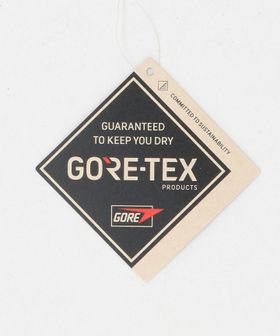 COMMITTED TO SUSTAINABILITY
GUARANTEED
TO KEEP YOU DRY
GORE-TEX
PRODUCTS
GORE